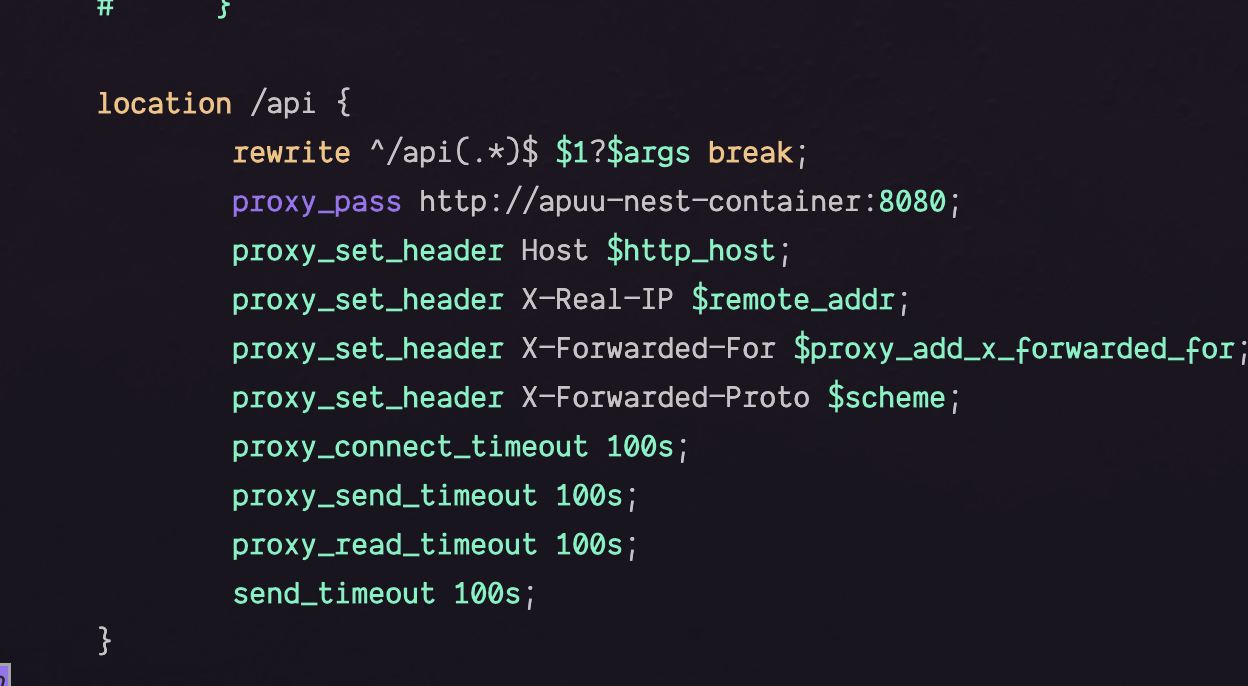 #      }
location /api {
rewrite ^/api(.*)$ $1?$args break;
proxy_pass http://apuu-nest-container:8080;
proxy_set_header Host $http_host;
proxy_set_header X-Real-IP $remote_addr;
proxy_set_header X-Forwarded-For $proxy_add_x_forwarded_for;
proxy_set_header X-Forwarded-Proto $scheme;
proxy_connect_timeout 100s;
proxy_send_timeout 100s;
proxy_read_timeout 100s;
send_timeout 100s;
}